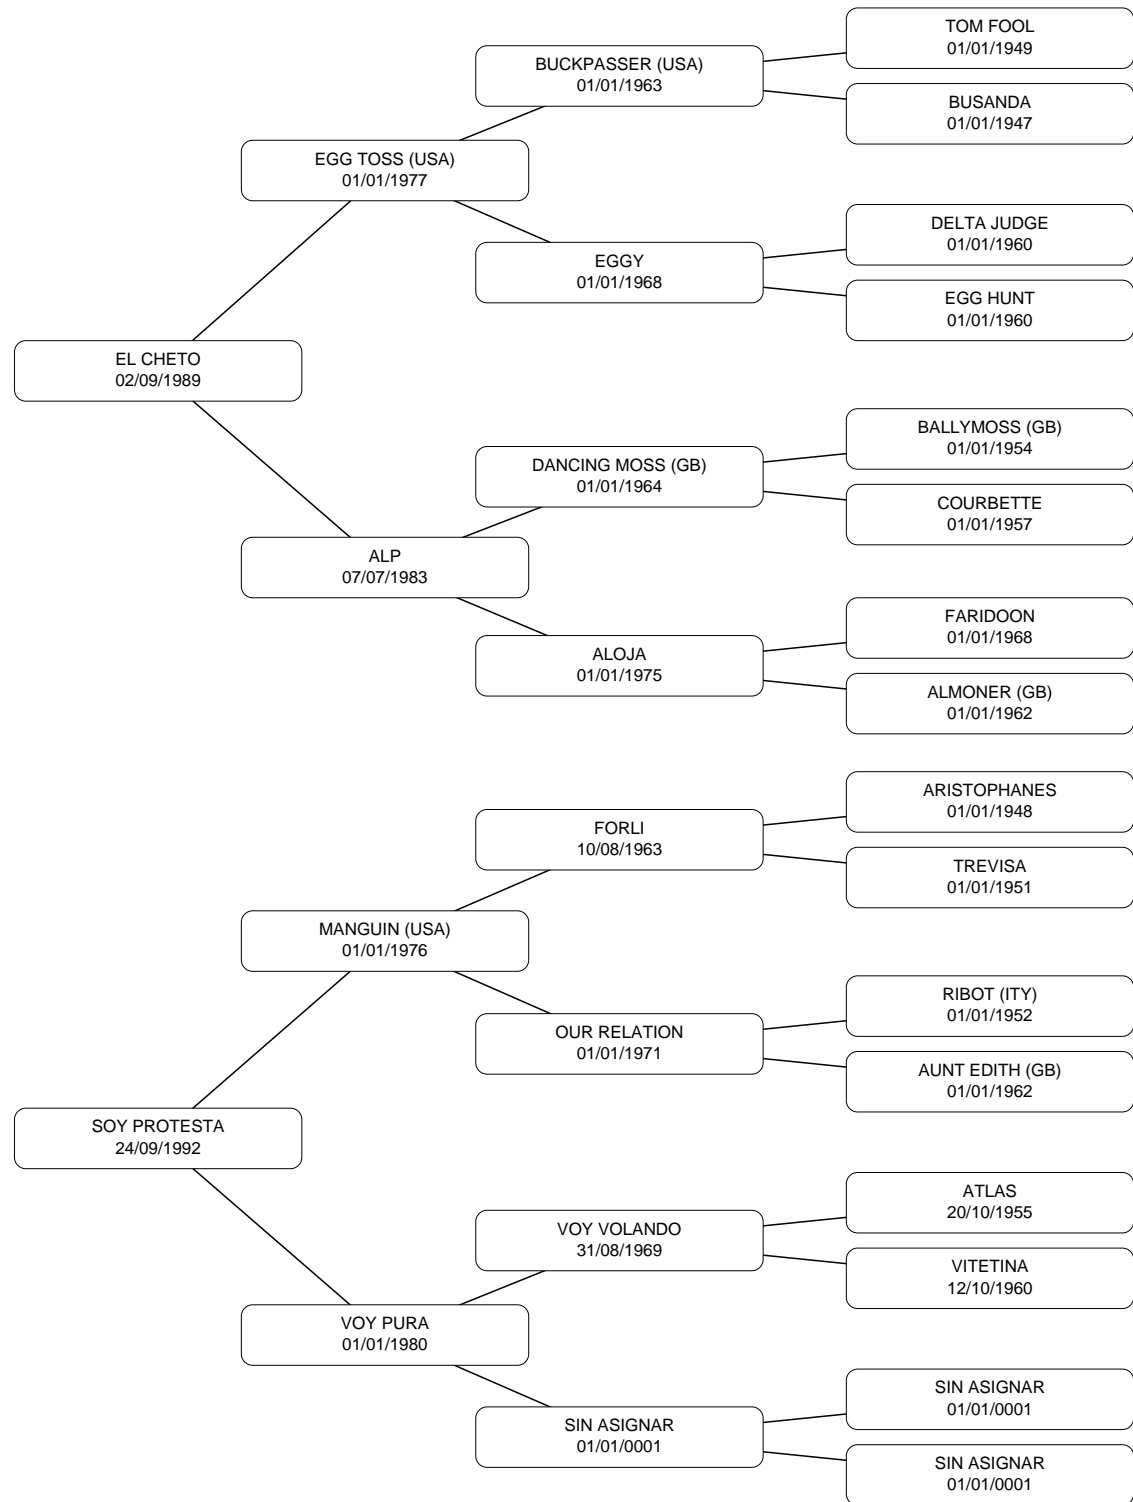 TOM FOOL
01/01/1949
BUCKPASSER (USA)
01/01/1963
BUSANDA
01/01/1947
EGG TOSS (USA)
01/01/1977
DELTA JUDGE
01/01/1960
EGGY
01/01/1968
EGG HUNT
01/01/1960
EL CHETO
02/09/1989
BALLYMOSS (GB)
01/01/1954
DANCING MOSS (GB)
01/01/1964
COURBETTE
01/01/1957
ALP
07/07/1983
FARIDOON
01/01/1968
ALOJA
01/01/1975
ALMONER (GB)
01/01/1962
ARISTOPHANES
01/01/1948
FORLI
10/08/1963
TREVISA
01/01/1951
MANGUIN (USA)
01/01/1976
RIBOT (ITY)
01/01/1952
OUR RELATION
01/01/1971
AUNT EDITH (GB)
01/01/1962
SOY PROTESTA
24/09/1992
ATLAS
20/10/1955
VOY VOLANDO
31/08/1969
VITETINA
12/10/1960
VOY PURA
01/01/1980
SIN ASIGNAR
01/01/0001
SIN ASIGNAR
01/01/0001
SIN ASIGNAR
01/01/0001